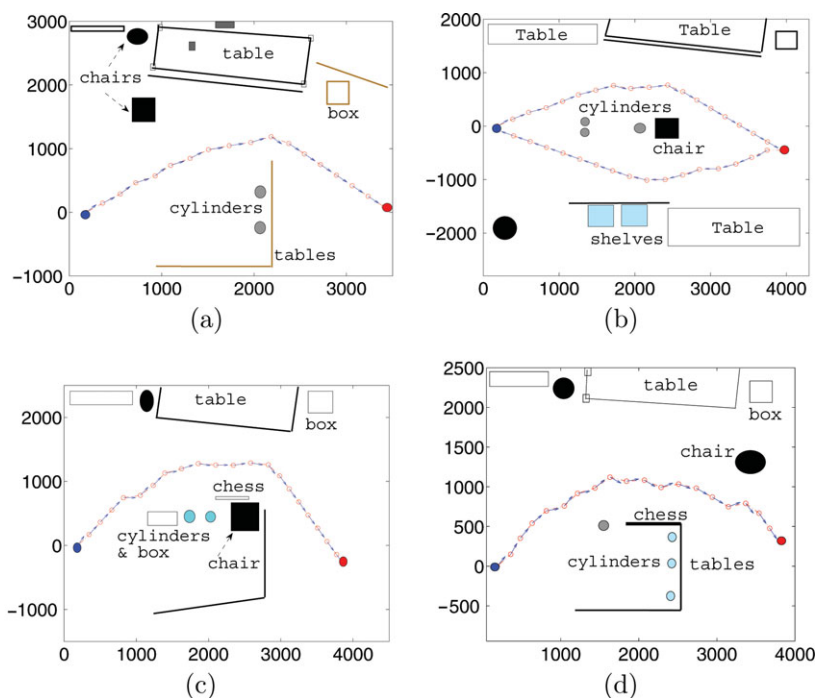 3000
2000
1000
0
−1000
0 1000 2000 3000
chairs
table
box
cylinders
tables
(a)
2000
1000
0
−1000
−2000
0 1000 2000 3000 4000
Table
Table
cylinders
chair
shelves
Table
(b)
2000
1000
0
−1000
0 1000 2000 3000 4000 5000
table
box
chess
cylinders
& box
chair
(c)
2500
2000
1500
1000
500
0
−500
1000 2000 3000 4000
table
box
chair
chess
cylinders
tables
(d)